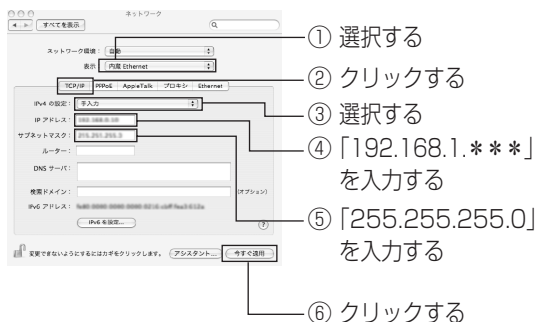 ネットワーク
すべてを表示
ネットワーク環境： 自動
表示： 内蔵 Ethernet
TCP/IP PPPoE AppleTalk プロキシ Ethernet
IPv4 の設定： 手入力
IP アドレス：
サブネットマスク：
ルーター：
DNS サーバ：
検索ドメイン： (オプション)
IPv6 アドレス：
IPv6 を設定... ?
変更できないようにするにはカギをクリックします。 アシスタント... 今すぐ適用
① 選択する
② クリックする
③ 選択する
④「192.168.1.＊＊＊」
を入力する
⑤「255.255.255.0」
を入力する
⑥ クリックする